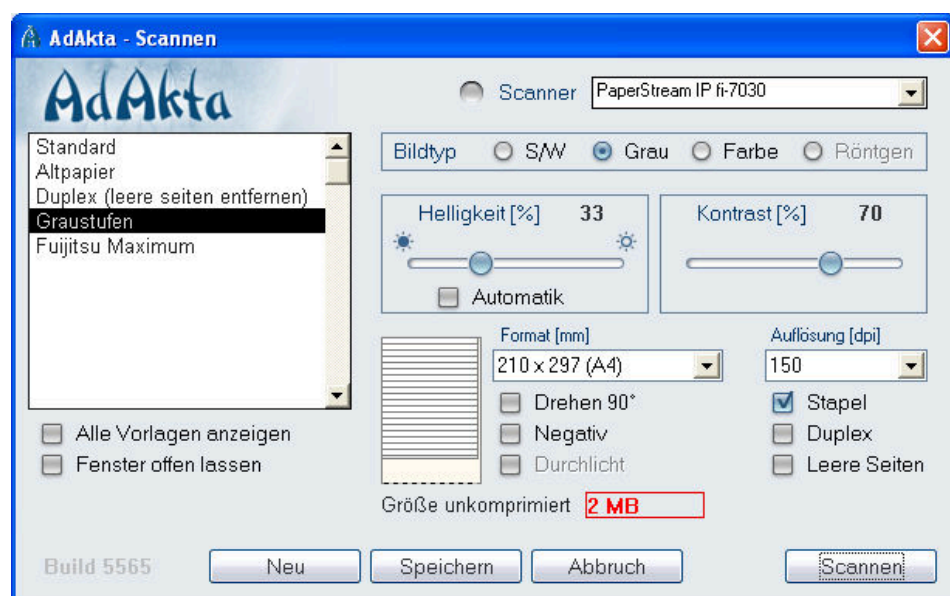 AdAkta - Scannen
AdAkta
Scanner PaperStream IP fi-7030
Standard
Altpapier
Duplex (leere seiten entfernen)
Graustufen
Fuijitsu Maximum
Bildtyp S/W Grau Farbe Röntgen
Helligkeit [%] 33
Automatik
Kontrast [%] 70
Format [mm]
210 x 297 (A4)
Auflösung [dpi]
150
Drehen 90°
Negativ
Durchlicht
Stapel
Duplex
Leere Seiten
Alle Vorlagen anzeigen
Fenster offen lassen
Größe unkomprimiert 2 MB
Build 5565
Neu
Speichern
Abbruch
Scannen